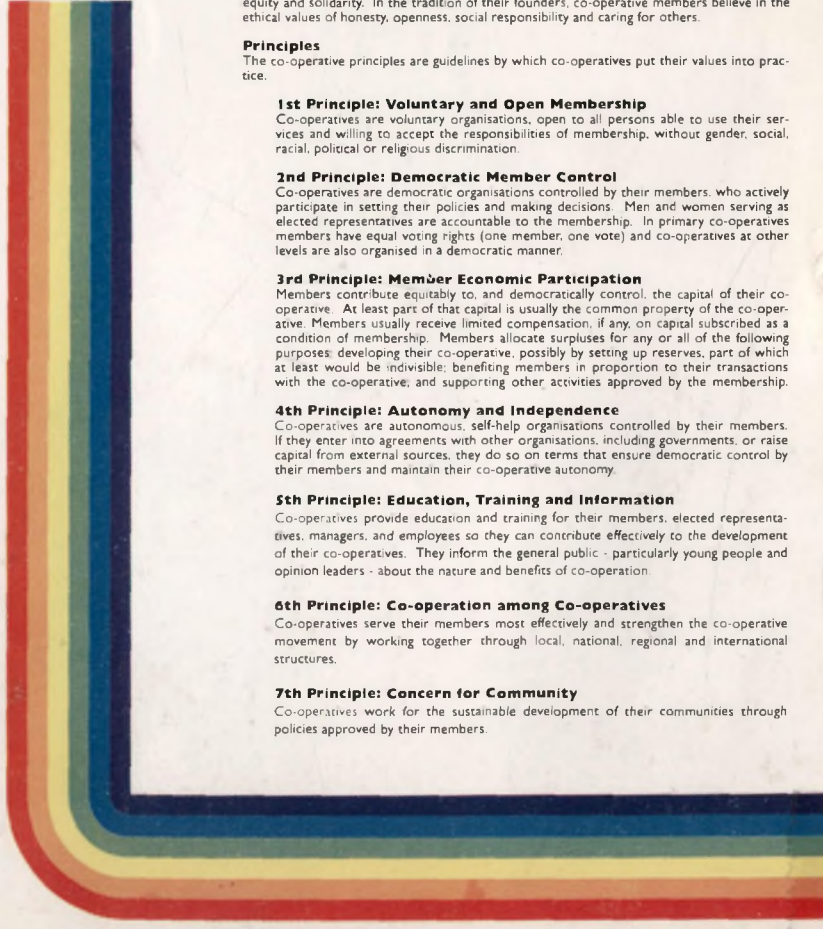 equity and solidarity. In the tradition of their founders, co-operative members believe in the
ethical values of honesty, openness, social responsibility and caring for others.
Principles
The co-operative principles are guidelines by which co-operatives put their values into prac-
tice.
1st Principle: Voluntary and Open Membership
Co-operatives are voluntary organisations, open to all persons able to use their ser-
vices and willing to accept the responsibilities of membership, without gender, social,
racial, political or religious discrimination.
2nd Principle: Democratic Member Control
Co-operatives are democratic organisations controlled by their members, who actively
participate in setting their policies and making decisions. Men and women serving as
elected representatives are accountable to the membership. In primary co-operatives
members have equal voting rights (one member, one vote) and co-operatives at other
levels are also organised in a democratic manner.
3rd Principle: Member Economic Participation
Members contribute equitably to, and democratically control, the capital of their co-
operative. At least part of that capital is usually the common property of the co-oper-
ative. Members usually receive limited compensation, if any, on capital subscribed as a
condition of membership. Members allocate surpluses for any or all of the following
purposes: developing their co-operative, possibly by setting up reserves, part of which
at least would be indivisible; benefiting members in proportion to their transactions
with the co-operative; and supporting other activities approved by the membership.
4th Principle: Autonomy and Independence
Co-operatives are autonomous, self-help organisations controlled by their members.
If they enter into agreements with other organisations, including governments, or raise
capital from external sources, they do so on terms that ensure democratic control by
their members and maintain their co-operative autonomy.
5th Principle: Education, Training and Information
Co-operatives provide education and training for their members, elected representa-
tives, managers, and employees so they can contribute effectively to the development
of their co-operatives. They inform the general public - particularly young people and
opinion leaders - about the nature and benefits of co-operation.
6th Principle: Co-operation among Co-operatives
Co-operatives serve their members most effectively and strengthen the co-operative
movement by working together through local, national, regional and international
structures.
7th Principle: Concern for Community
Co-operatives work for the sustainable development of their communities through
policies approved by their members.